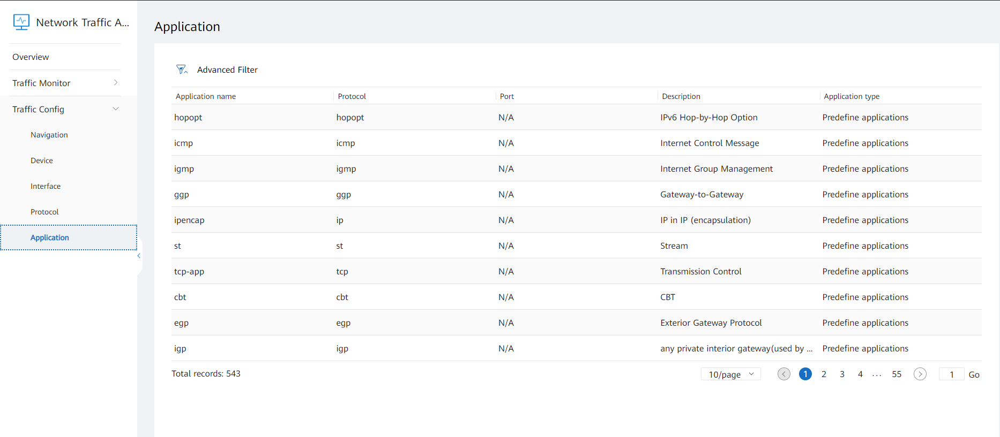 Network Traffic A...
Overview
Traffic Monitor
Traffic Config
Navigation
Device
Interface
Protocol
Application
Application
Advanced Filter
Application name Protocol Port Description Application type
hopopt hopopt N/A IPv6 Hop-by-Hop Option Predefine applications
icmp icmp N/A Internet Control Message Predefine applications
igmp igmp N/A Internet Group Management Predefine applications
ggp ggp N/A Gateway-to-Gateway Predefine applications
ipencap ip N/A IP in IP (encapsulation) Predefine applications
st st N/A Stream Predefine applications
tcp-app tcp N/A Transmission Control Predefine applications
cbt cbt N/A CBT Predefine applications
egp egp N/A Exterior Gateway Protocol Predefine applications
igp igp N/A any private interior gateway(used by ... Predefine applications
Total records: 543 10/page 1 2 3 4 ... 55 1 Go